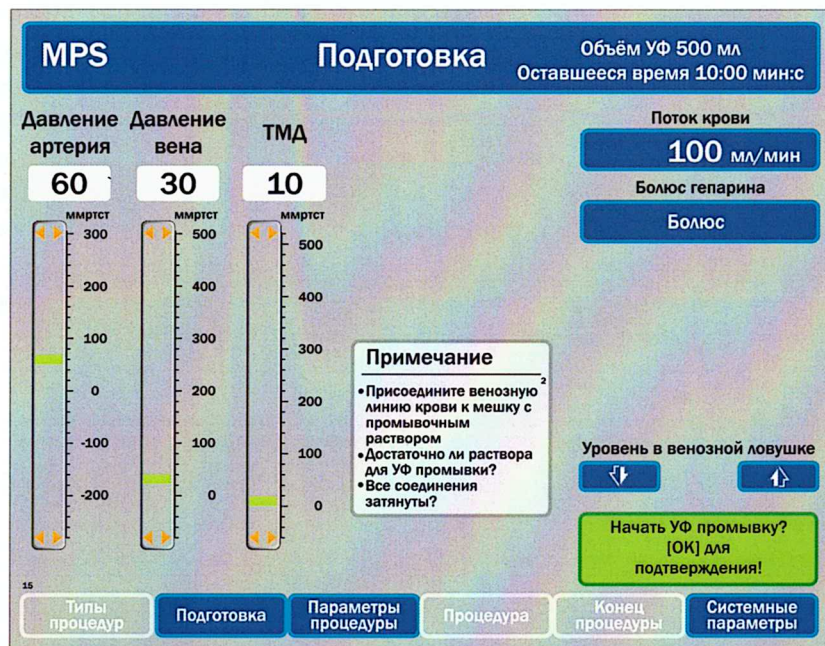 MPS
Подготовка
Объём УФ 500 мл
Оставшееся время 10:00 мин:с
Давление
артерия
Давление
вена
ТМД
60
30
10
ммртст
ммртст
ммртст
300
200
100
0
-100
-200
500
400
300
200
100
0
500
400
300
200
100
0
Поток крови
100 мл/мин
Болюс гепарина
Болюс
Примечание
2
•Присоедините венозную
линию крови к мешку с
промывочным
раствором
•Достаточно ли раствора
для УФ промывки?
•Все соединения
затянуты?
Уровень в венозной ловушке
Начать УФ промывку?
[ОК] для
подтверждения!
15
Типы
процедур
Подготовка
Параметры
процедуры
Процедура
Конец
процедуры
Системные
параметры